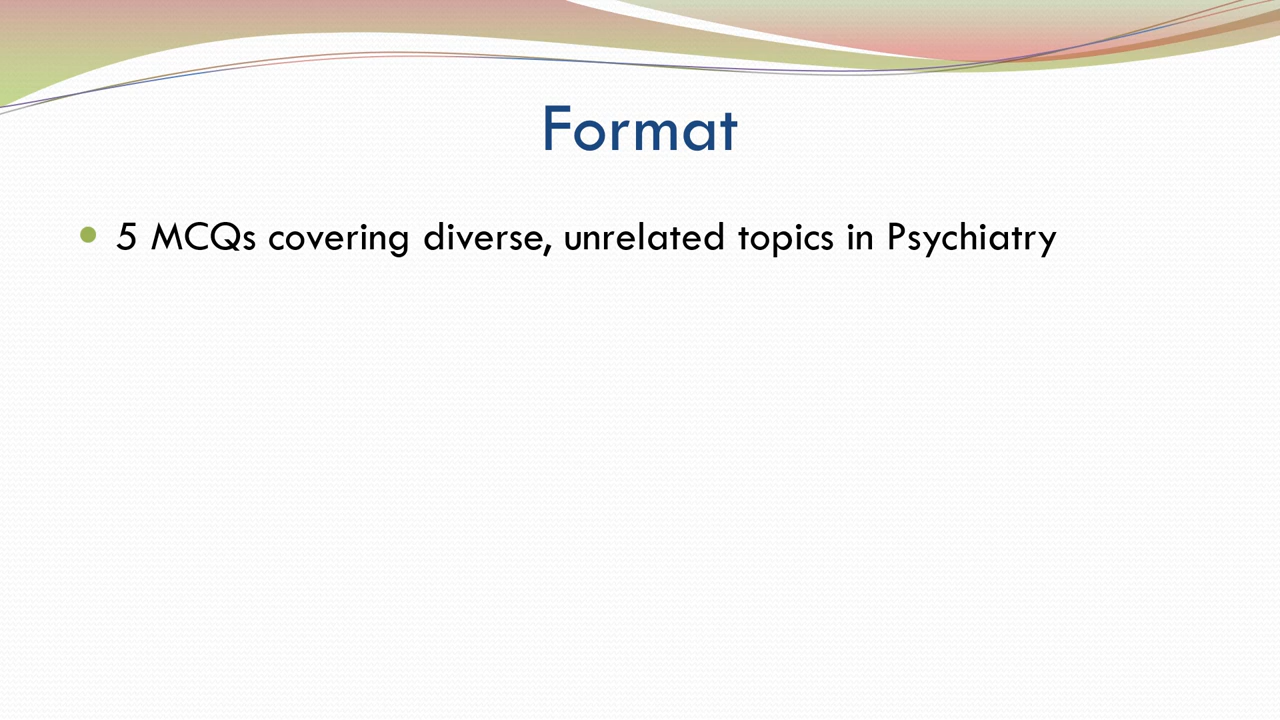 Format
5 MCQs covering diverse, unrelated topics in Psychiatry